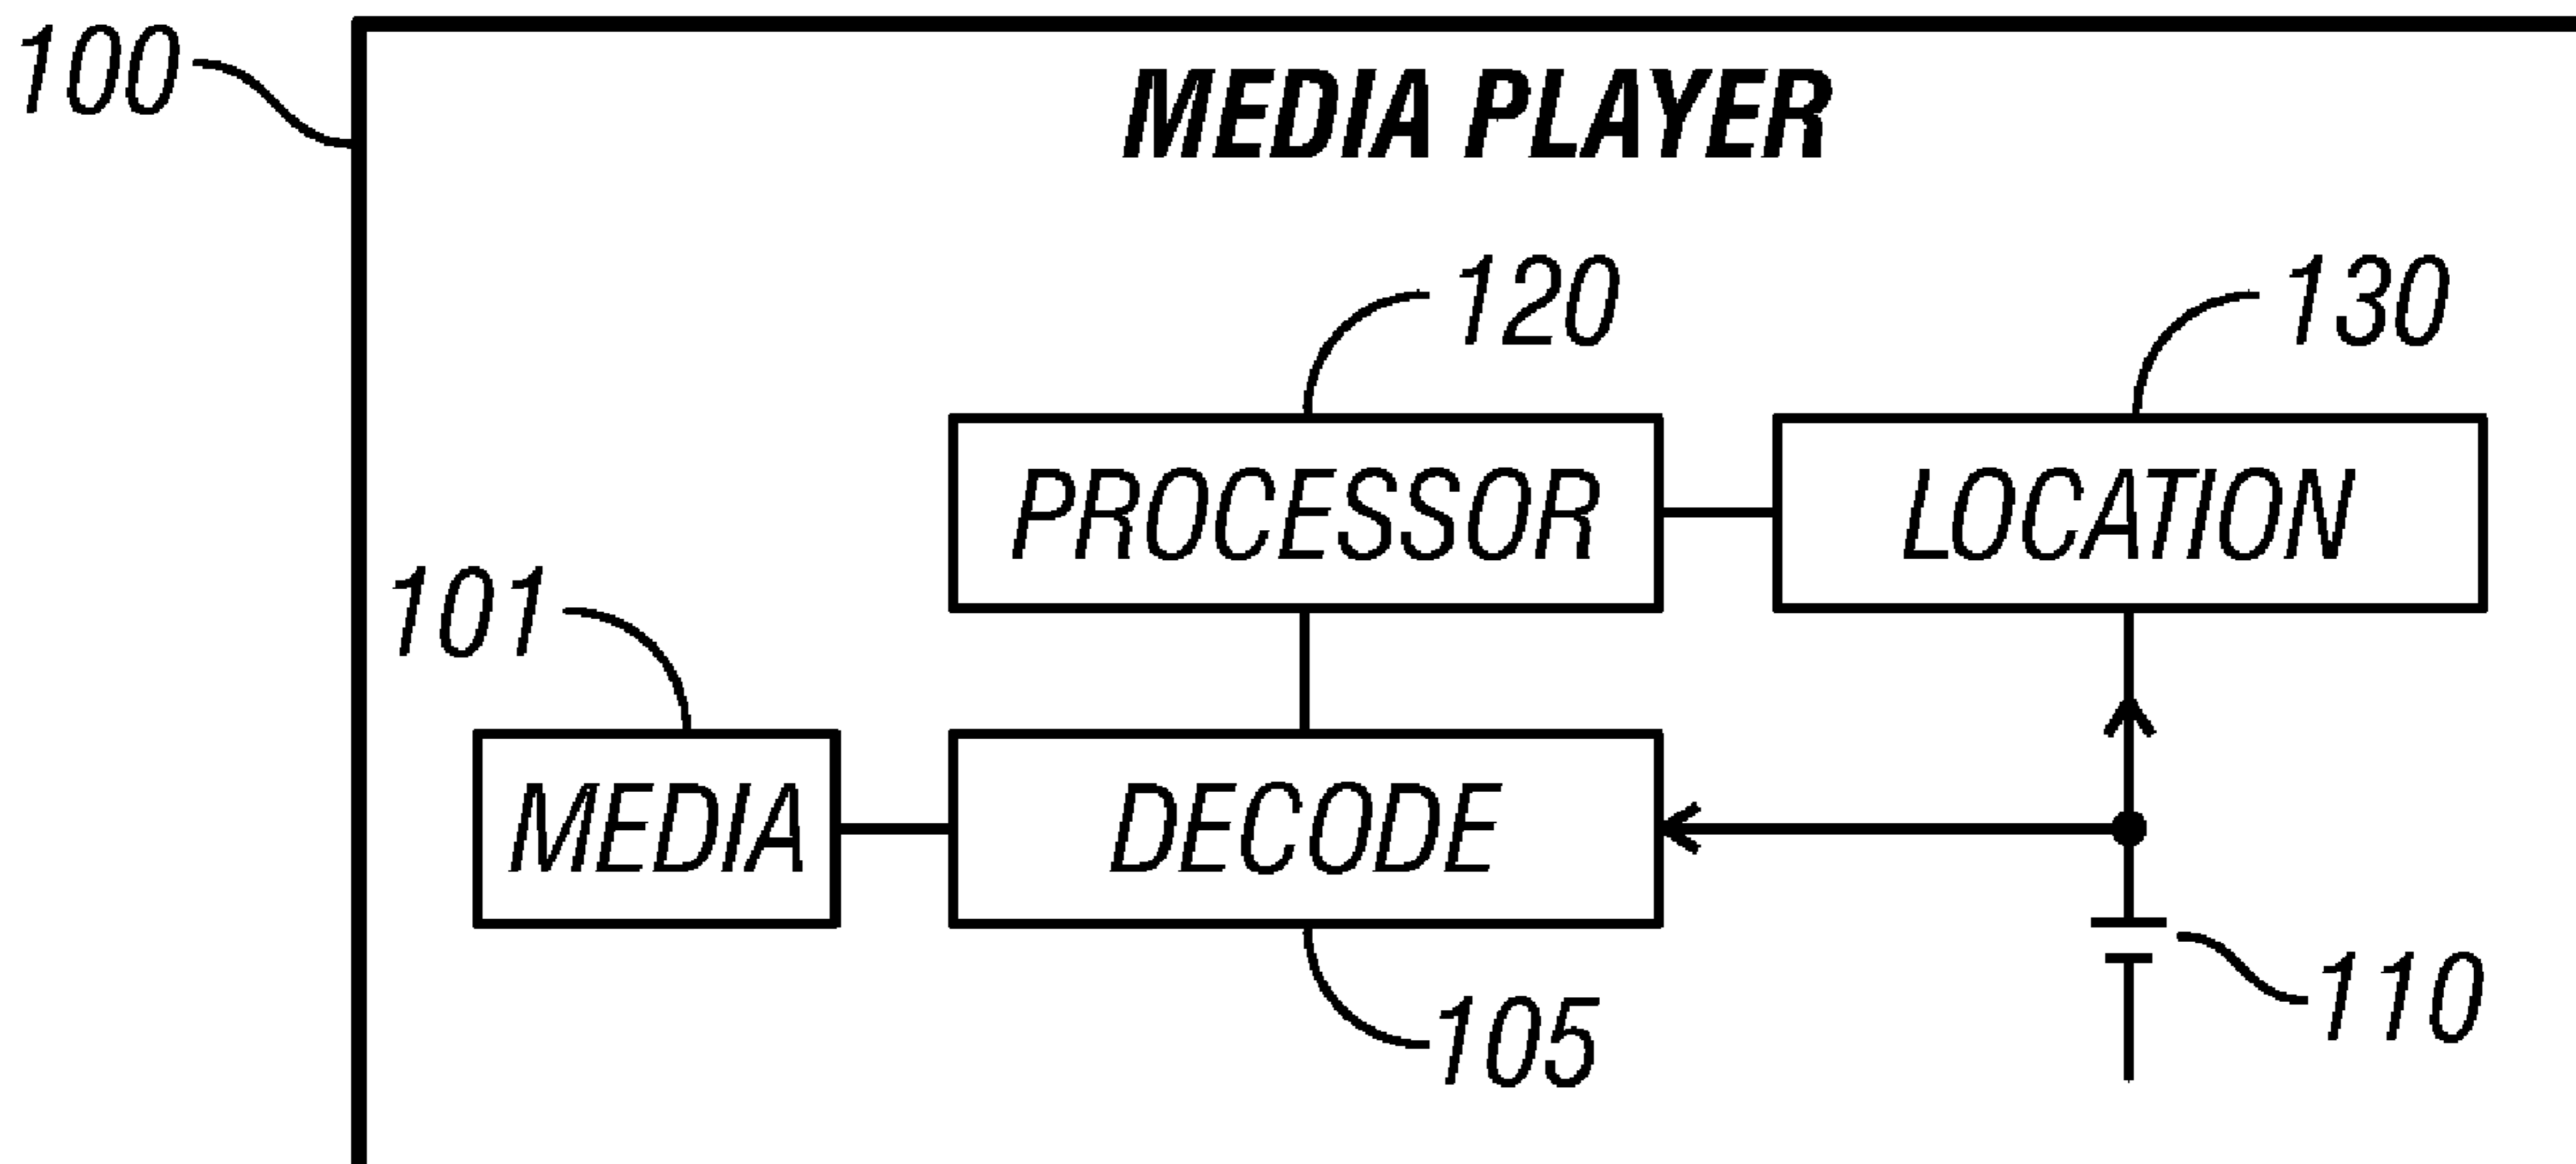 100
MEDIA PLAYER
120
130
PROCESSOR
LOCATION
101
MEDIA
DECODE
110
105